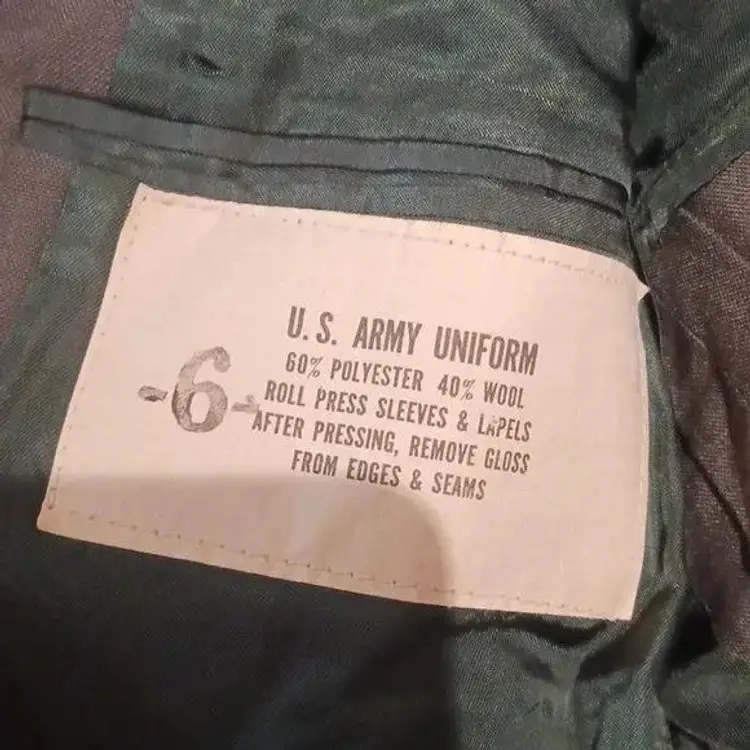 U.S. ARMY UNIFORM
60% POLYESTER 40% WOOL
ROLL PRESS SLEEVES & LAPELS
AFTER PRESSING, REMOVE GLOSS
FROM EDGES & SEAMS
-6-